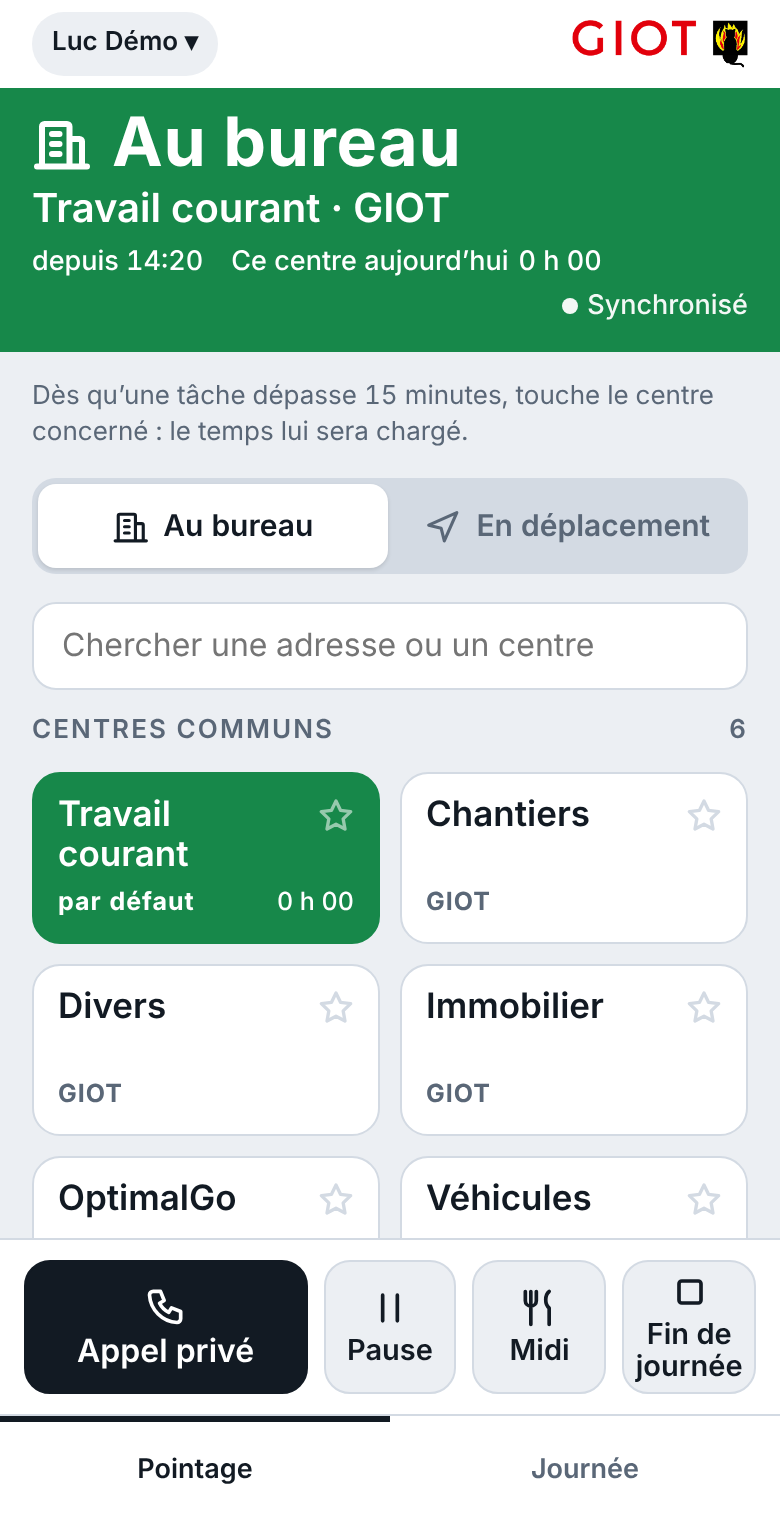 Luc Démo ▾
GIOT
Au bureau
Travail courant · GIOT
depuis 14:20 Ce centre aujourd’hui 0 h 00
Synchronisé
Dès qu’une tâche dépasse 15 minutes, touche le centre
concerné : le temps lui sera chargé.
Au bureau
En déplacement
Chercher une adresse ou un centre
CENTRES COMMUNS 6
Travail
courant
par défaut 0 h 00
Chantiers
GIOT
Divers
GIOT
Immobilier
GIOT
OptimalGo
Véhicules
Appel privé
Pause
Midi
Fin de
journée
Pointage
Journée